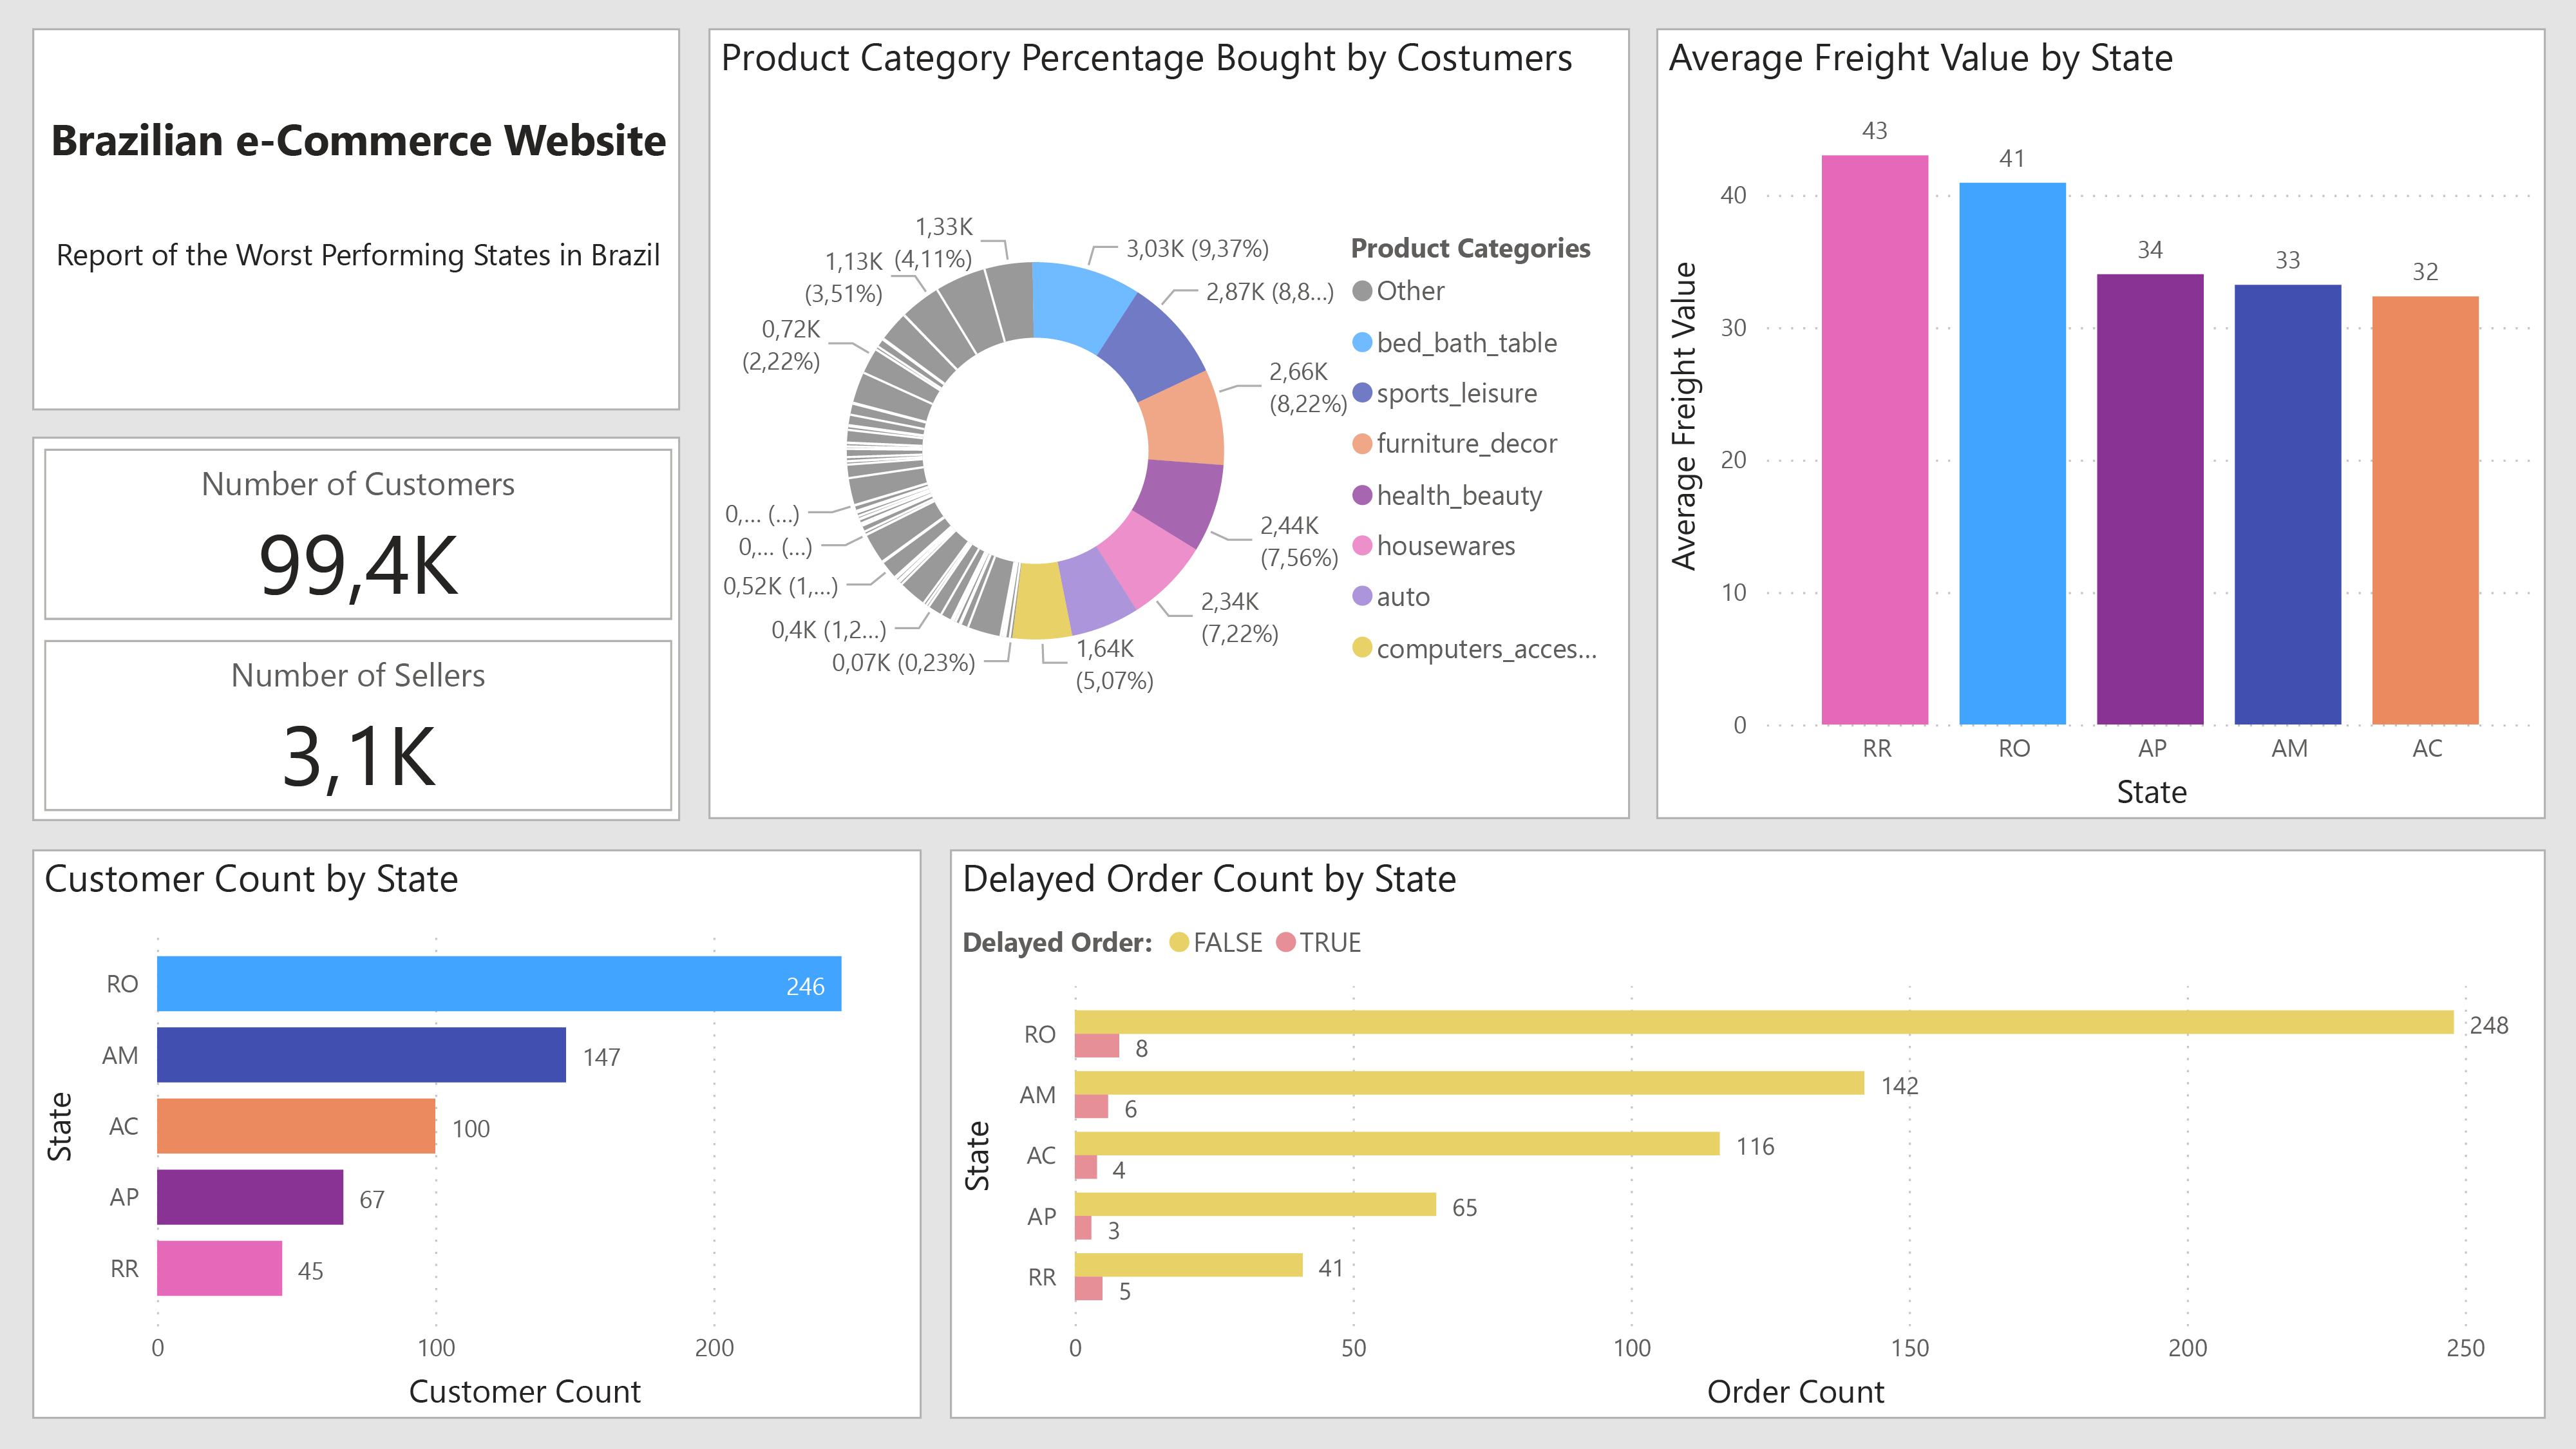 Brazilian e-Commerce Website
Report of the Worst Performing States in Brazil
Number of Customers
99,4K
Number of Sellers
3,1K
Product Category Percentage Bought by Costumers
3,03K (9,37%)
2,87K (8,8...)
2,66K
(8,22%)
2,44K
(7,56%)
2,34K
(7,22%)
1,64K
(5,07%)
0,07K (0,23%)
0,4K (1,2...)
0,52K (1,...)
0,... (...)
0,... (...)
0,72K
(2,22%)
1,13K
(3,51%)
1,33K
(4,11%)
Product Categories
Other
bed_bath_table
sports_leisure
furniture_decor
health_beauty
housewares
auto
computers_acces...
Average Freight Value by State
Average Freight Value
40
30
20
10
0
43
41
34
33
32
RR
RO
AP
AM
AC
State
Customer Count by State
State
RO
246
AM
147
AC
100
AP
67
RR
45
0
100
200
Customer Count
Delayed Order Count by State
Delayed Order: FALSE TRUE
State
RO
248
8
AM
142
6
AC
116
4
AP
65
3
RR
41
5
0
50
100
150
200
250
Order Count